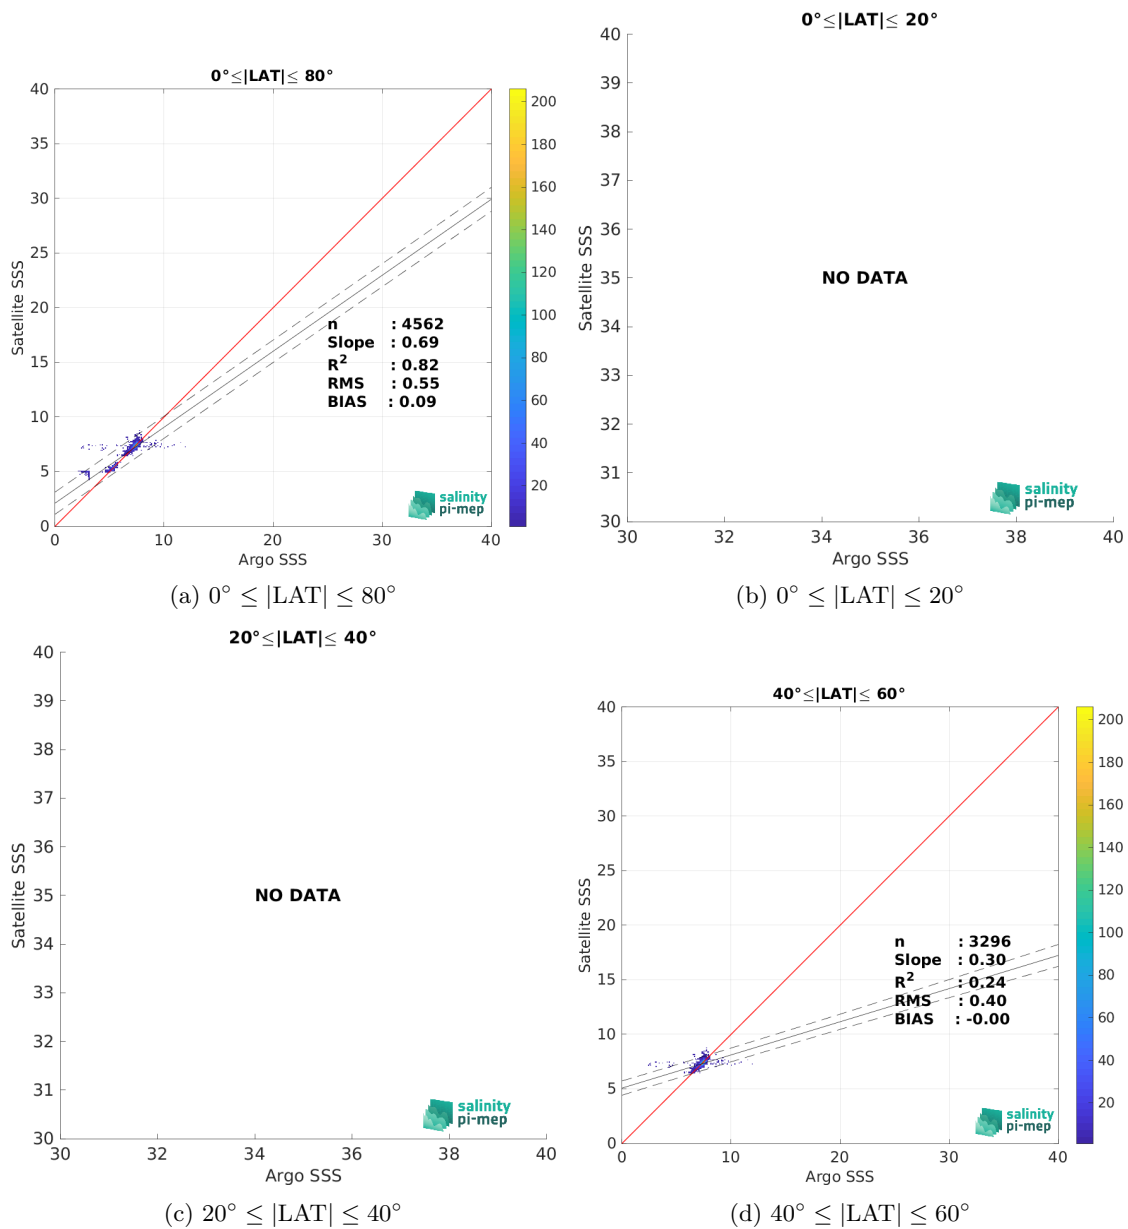 0°≤|LAT|≤ 80°
40
35
30
25
20
15
10
5
0
Satellite SSS
0
10
20
30
40
Argo SSS
n : 4562
Slope : 0.69
R2 : 0.82
RMS : 0.55
BIAS : 0.09
salinity
pi-mep
200
180
160
140
120
100
80
60
40
20
(a) 0° ≤ |LAT| ≤ 80°
0°≤|LAT|≤ 20°
40
39
38
37
36
35
34
33
32
31
30
Satellite SSS
NO DATA
salinity
pi-mep
30
32
34
36
38
40
Argo SSS
(b) 0° ≤ |LAT| ≤ 20°
20°≤|LAT|≤ 40°
40
39
38
37
36
35
34
33
32
31
30
Satellite SSS
NO DATA
salinity
pi-mep
30
32
34
36
38
40
Argo SSS
(c) 20° ≤ |LAT| ≤ 40°
40°≤|LAT|≤ 60°
40
35
30
25
20
15
10
5
0
Satellite SSS
n : 3296
Slope : 0.30
R2 : 0.24
RMS : 0.40
BIAS : -0.00
salinity
pi-mep
0
10
20
30
40
Argo SSS
200
180
160
140
120
100
80
60
40
20
(d) 40° ≤ |LAT| ≤ 60°